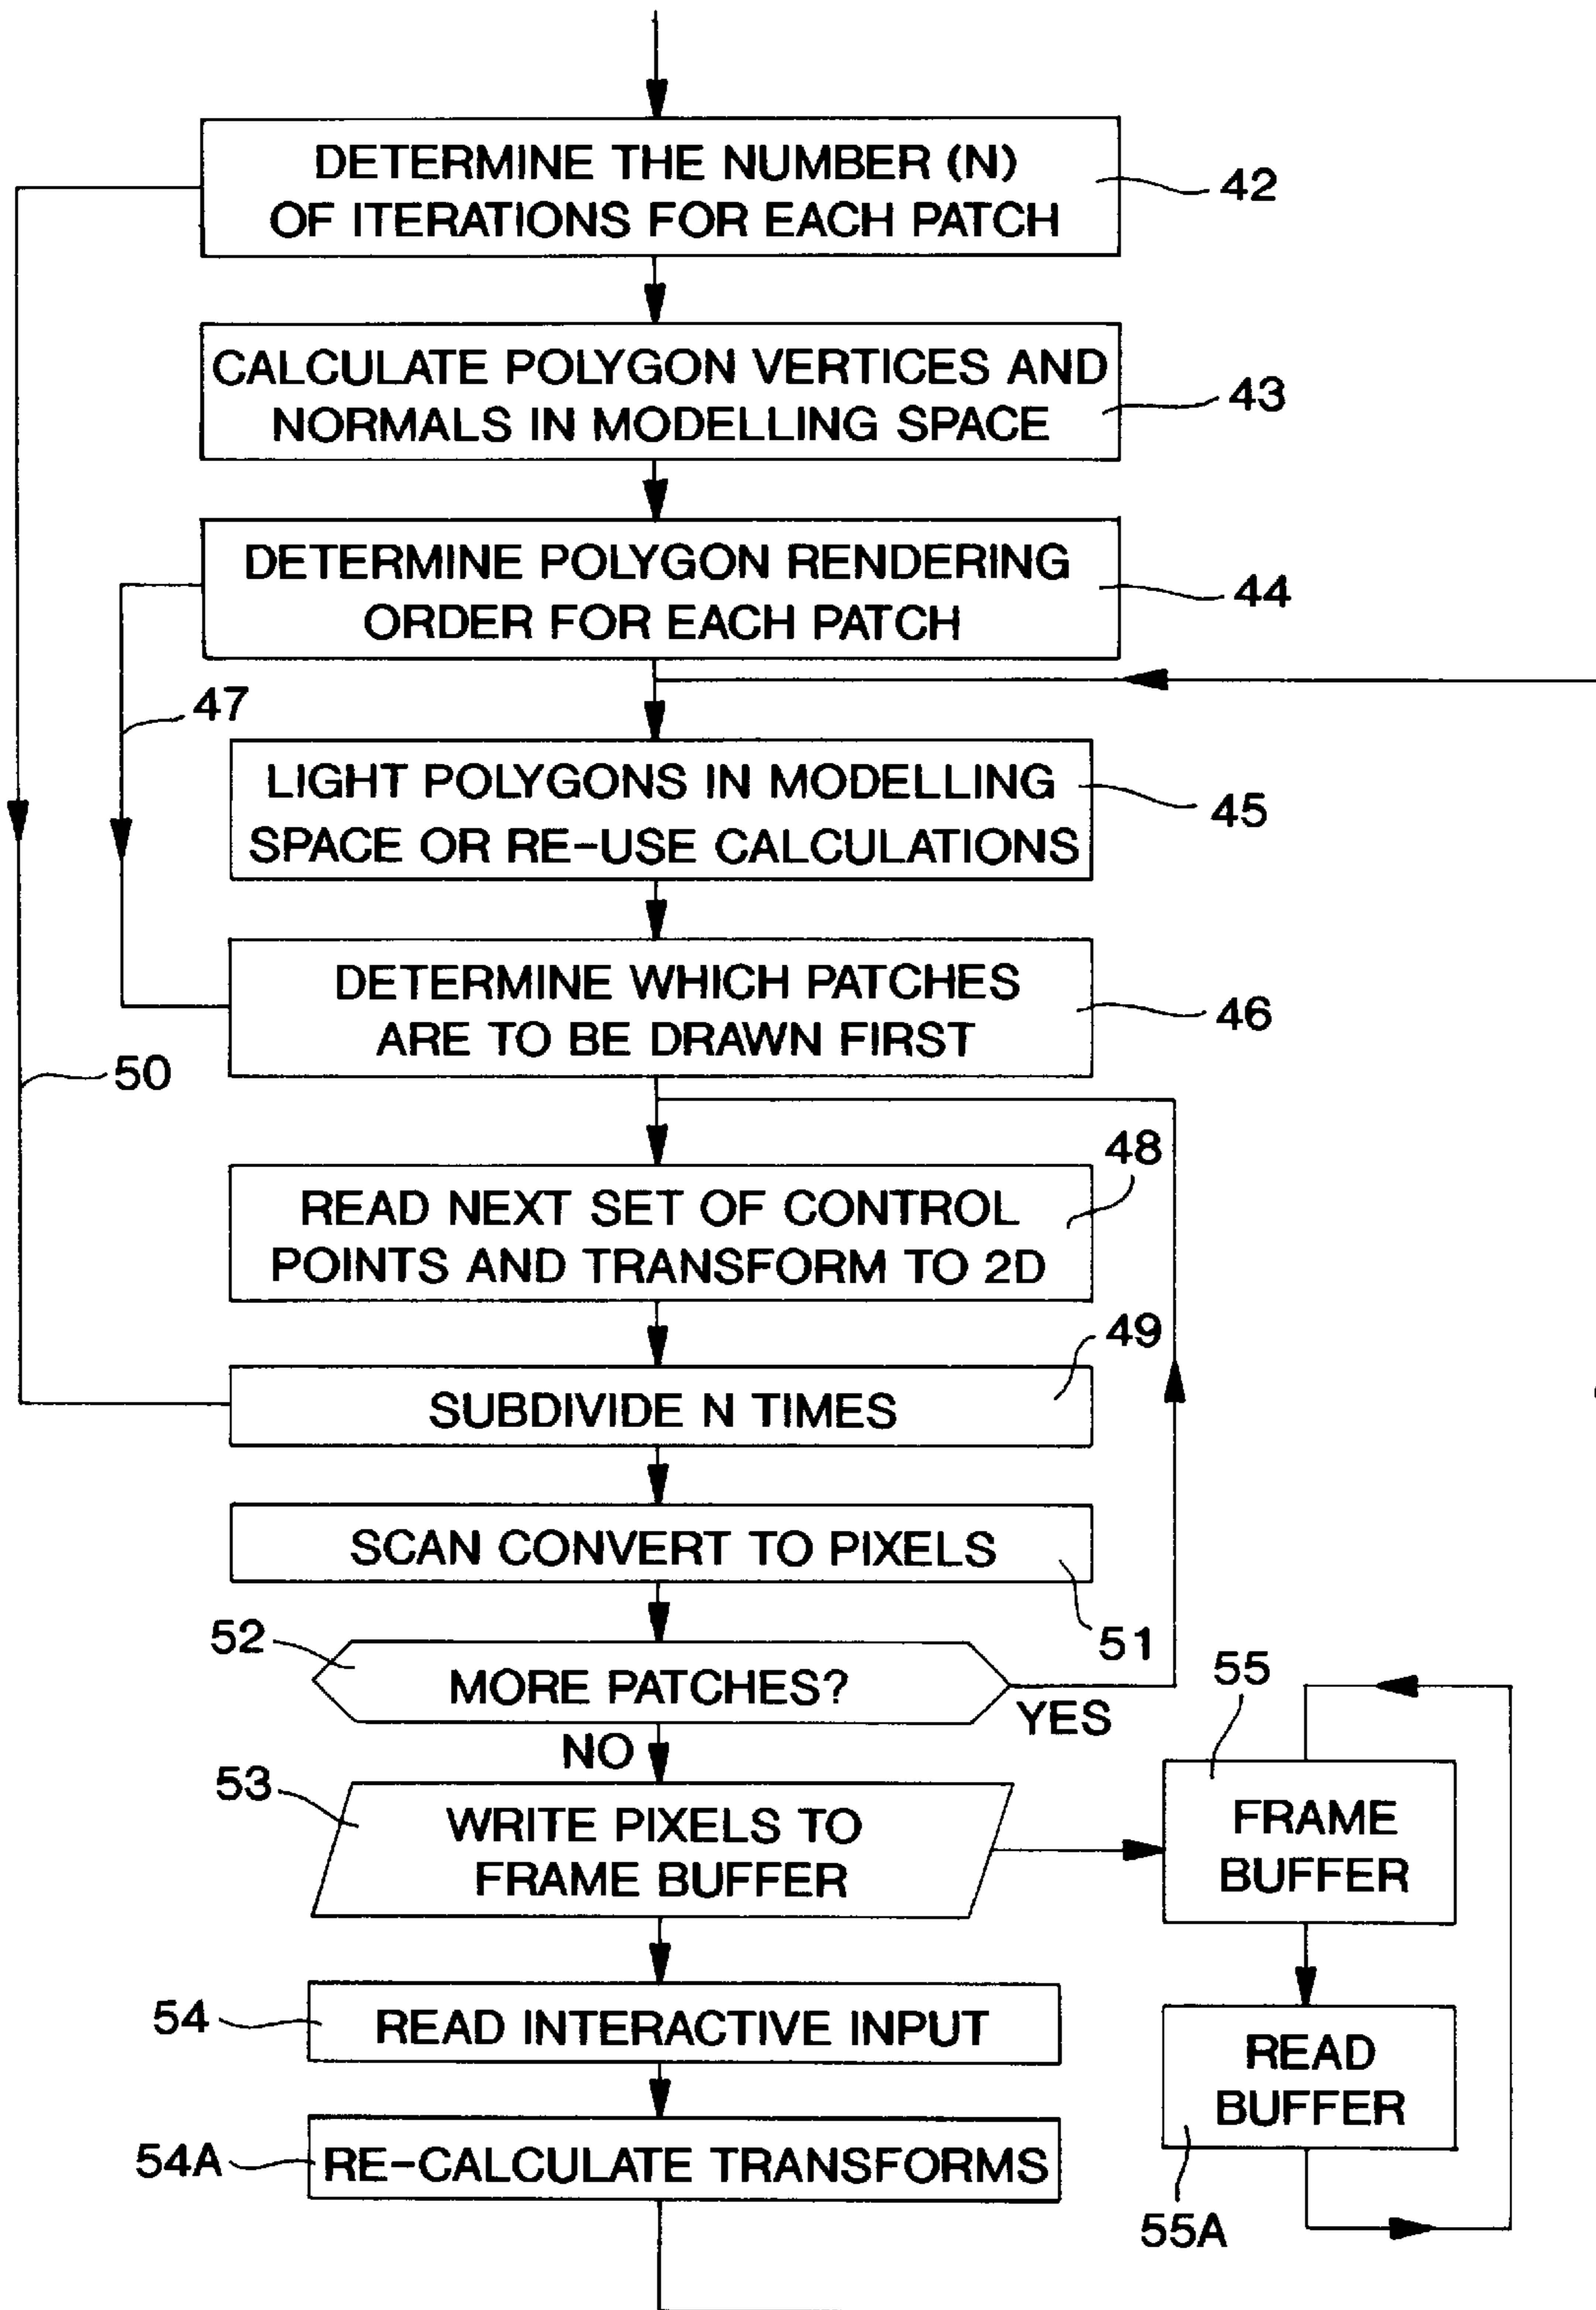 DETERMINE THE NUMBER (N)
OF ITERATIONS FOR EACH PATCH
42
CALCULATE POLYGON VERTICES AND
NORMALS IN MODELLING SPACE
43
DETERMINE POLYGON RENDERING
ORDER FOR EACH PATCH
44
47
LIGHT POLYGONS IN MODELLING
SPACE OR RE-USE CALCULATIONS
45
DETERMINE WHICH PATCHES
ARE TO BE DRAWN FIRST
46
50
48
READ NEXT SET OF CONTROL
POINTS AND TRANSFORM TO 2D
49
SUBDIVIDE N TIMES
SCAN CONVERT TO PIXELS
51
52
MORE PATCHES?
YES
NO
53
WRITE PIXELS TO
FRAME BUFFER
55
FRAME
BUFFER
54
READ INTERACTIVE INPUT
READ
BUFFER
54A
RE-CALCULATE TRANSFORMS
55A